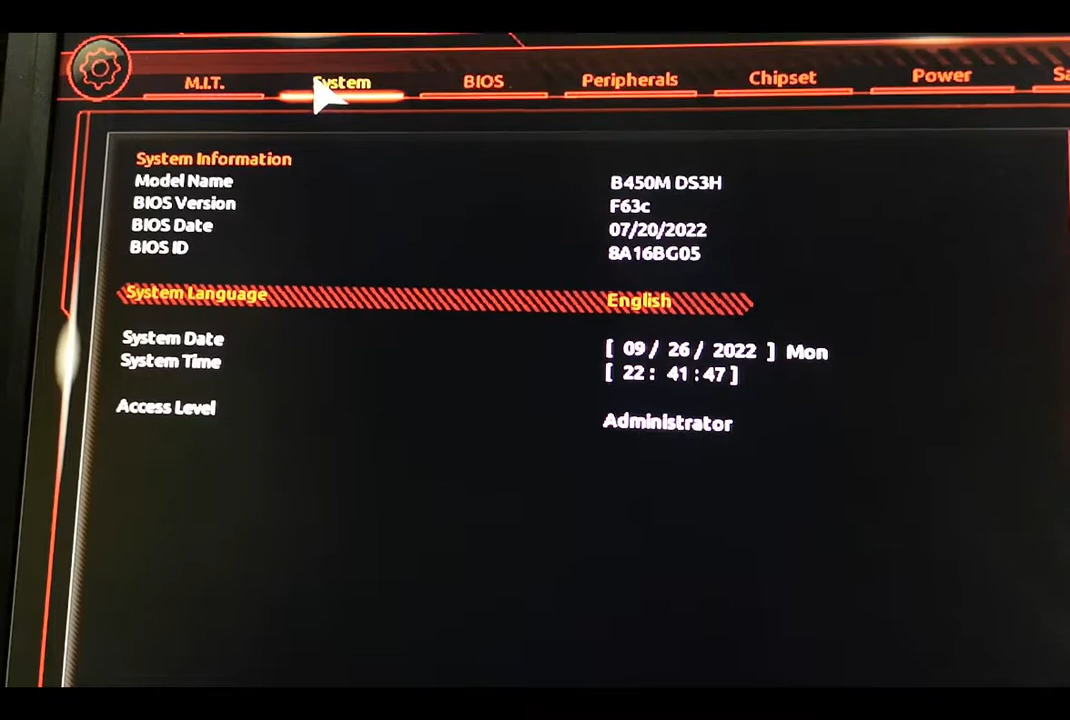 M.I.T. System BIOS Peripherals Chipset Power
System Information
Model Name B450M DS3H
BIOS Version F63c
BIOS Date 07/20/2022
BIOS ID 8A16BG05
System Language English
System Date [ 09 / 26 / 2022 ] Mon
System Time [ 22 : 41 : 47 ]
Access Level Administrator